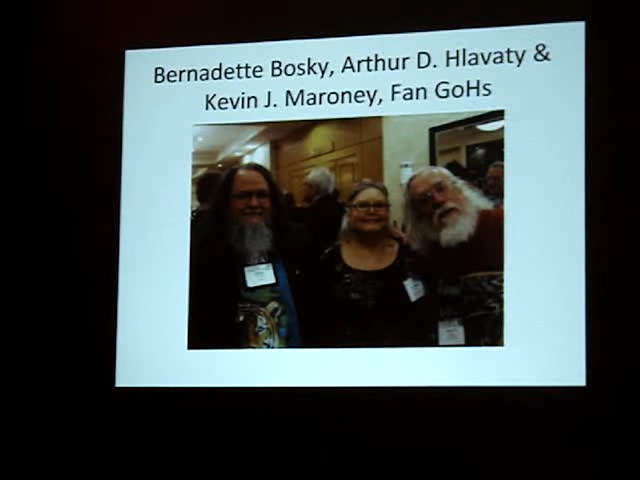 Bernadette Bosky, Arthur D. Hlavaty &
Kevin J. Maroney, Fan GoHs